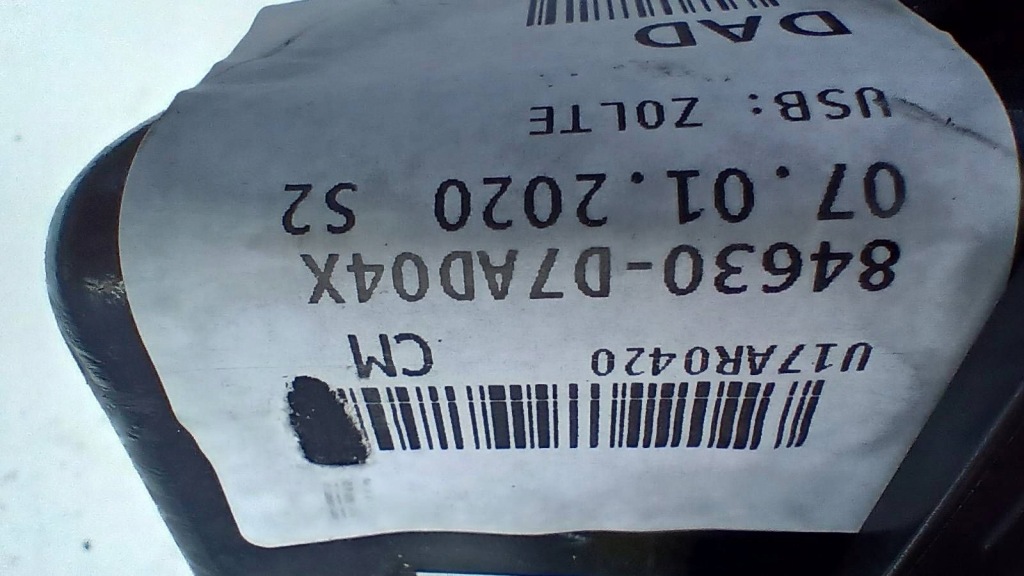 U17AR0420 CM
84630-D7AD04X
07.01.2020 S2
USB: ZOLTE
DAD